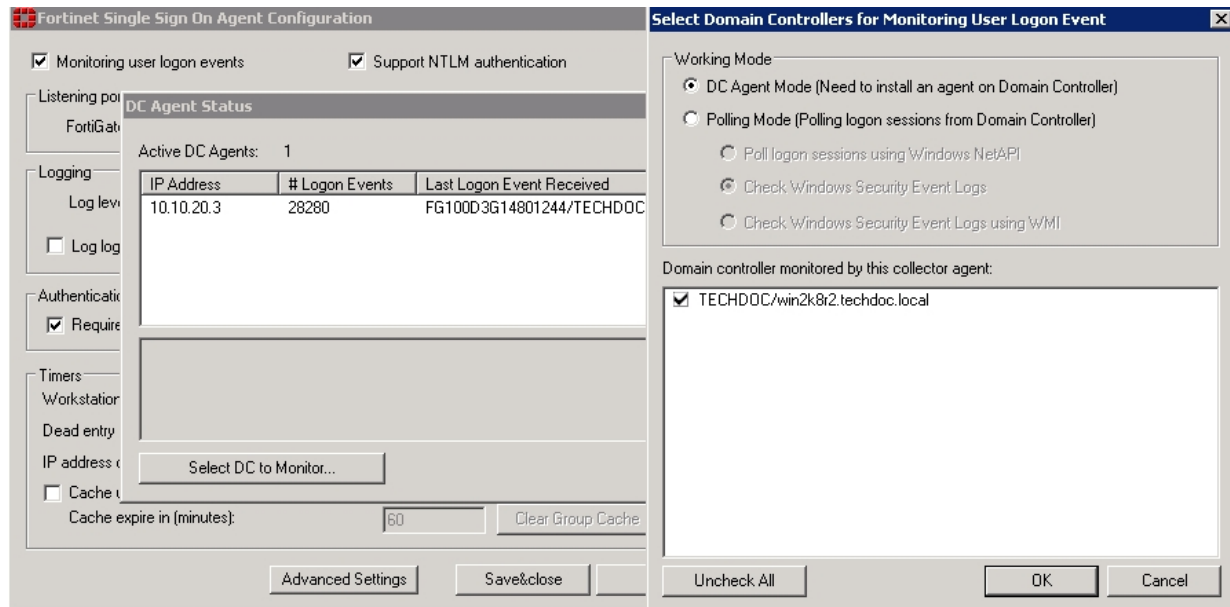 Fortinet Single Sign On Agent Configuration
Monitoring user logon events
Support NTLM authentication
Listening
FortiGate
Logging
Log
Log
Authentication
Require
Timers
Workstation
Dead entry
IP address
Cache
Cache expire in (minutes):
60
Clear Group Cache
Advanced Settings
Save&close
DC Agent Status
Active DC Agents: 1
IP Address # Logon Events Last Logon Event Received
10.10.20.3 28280 FG100D3G14801244/TECHDOC
Select DC to Monitor...
Select Domain Controllers for Monitoring User Logon Event
Working Mode
DC Agent Mode (Need to install an agent on Domain Controller)
Polling Mode (Polling logon sessions from Domain Controller)
Poll logon sessions using Windows NetAPI
Check Windows Security Event Logs
Check Windows Security Event Logs using WMI
Domain controller monitored by this collector agent:
TECHDOC/win2k8r2.techdoc.local
Uncheck All
OK
Cancel